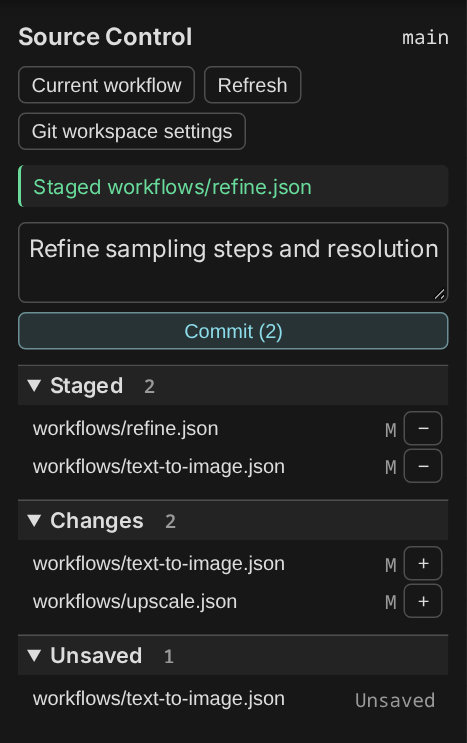 Source Control main
Current workflow Refresh
Git workspace settings
Staged workflows/refine.json
Refine sampling steps and resolution
Commit (2)
▼ Staged 2
workflows/refine.json M −
workflows/text-to-image.json M −
▼ Changes 2
workflows/text-to-image.json M +
workflows/upscale.json M +
▼ Unsaved 1
workflows/text-to-image.json Unsaved